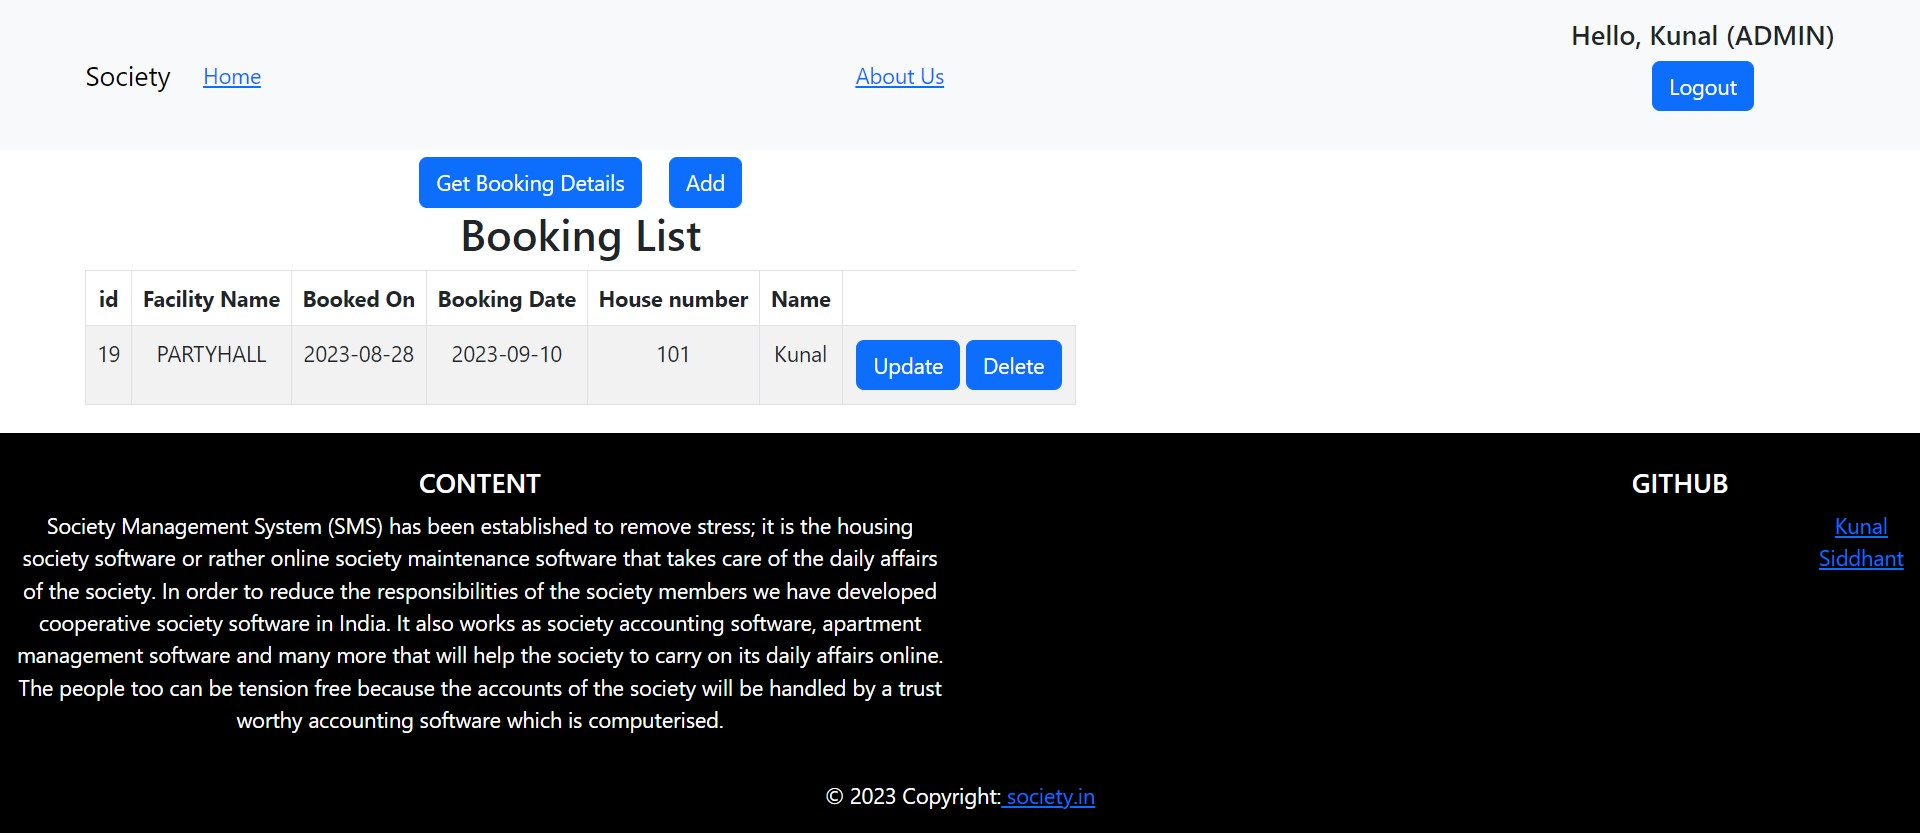 Hello, Kunal (ADMIN)
Society Home About Us
Logout
Get Booking Details Add
Booking List
id Facility Name Booked On Booking Date House number Name
19 PARTYHALL 2023-08-28 2023-09-10 101 Kunal Update Delete
CONTENT
Society Management System (SMS) has been established to remove stress; it is the housing
society software or rather online society maintenance software that takes care of the daily affairs
of the society. In order to reduce the responsibilities of the society members we have developed
cooperative society software in India. It also works as society accounting software, apartment
management software and many more that will help the society to carry on its daily affairs online.
The people too can be tension free because the accounts of the society will be handled by a trust
worthy accounting software which is computerised.
GITHUB
Kunal
Siddhant
© 2023 Copyright: society.in